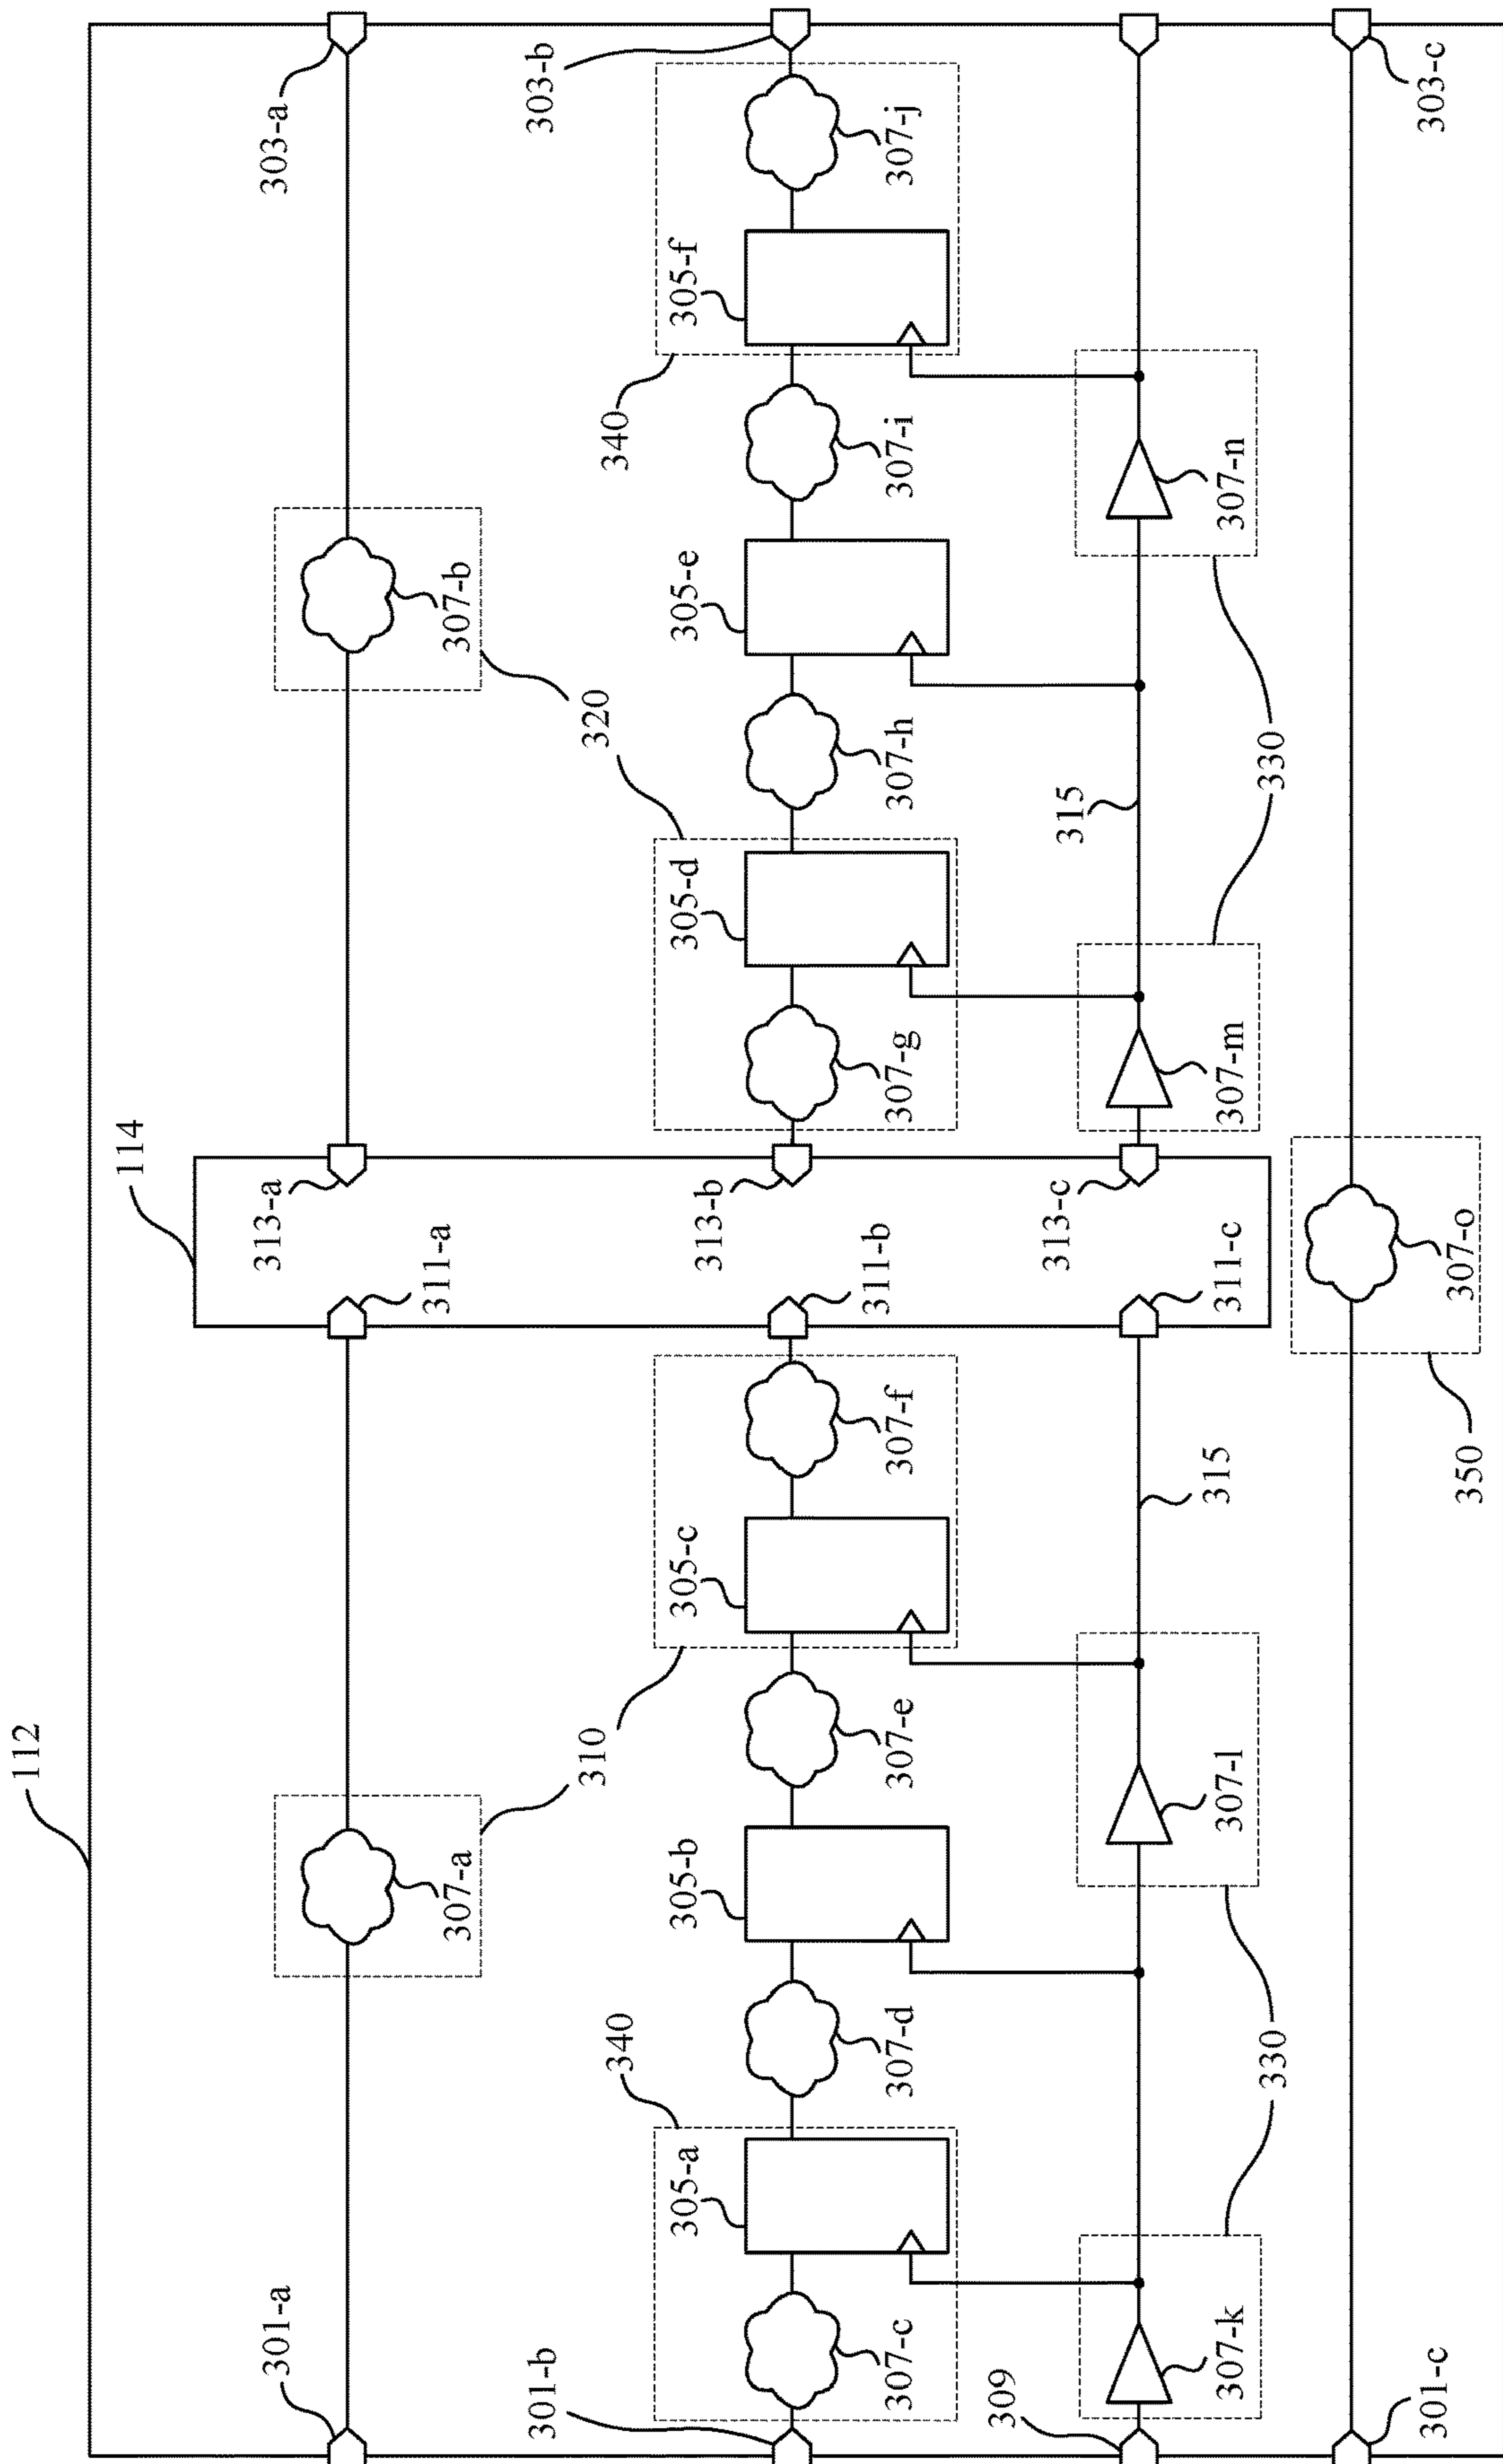 112
114
301-a
313-a
303-a
307-a
311-a
307-b
301-b
303-b
340
310
320
340
305-a
305-b
305-c
313-b
305-d
305-e
305-f
311-b
307-c
307-d
307-e
307-f
307-g
307-h
307-i
307-j
309
313-c
315
307-k
307-l
315
311-c
307-m
307-n
330
330
301-c
350
307-o
303-c